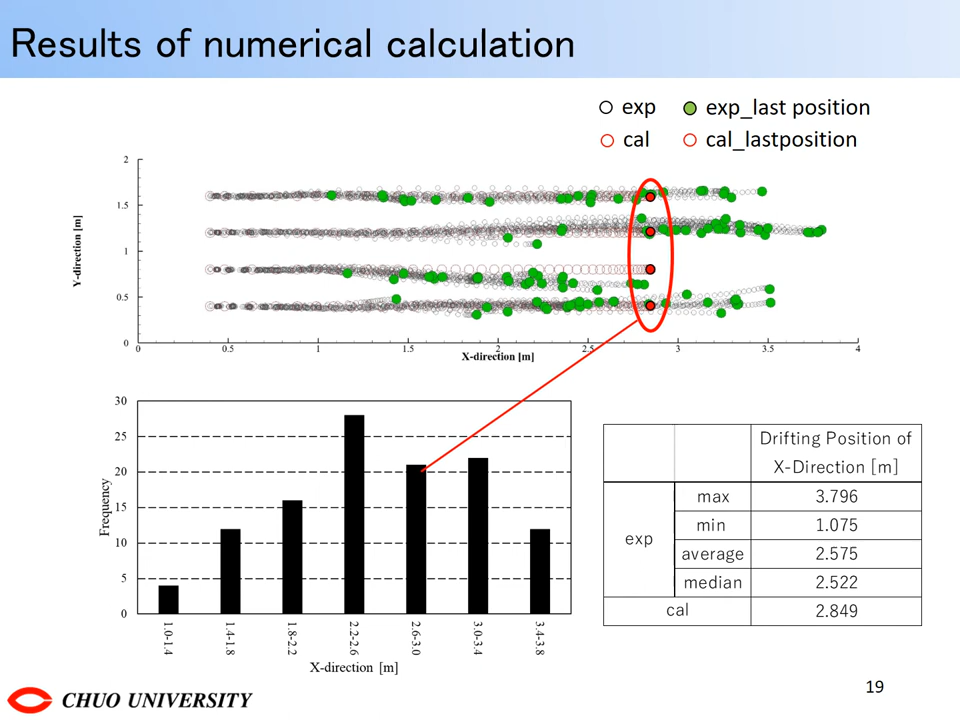 Results of numerical calculation
exp
exp_last position
cal
cal_lastposition
2
1.5
1
0.5
0
Y-direction [m]
0 0.5 1 1.5 2 2.5 3 3.5 4
X-direction [m]
30
25
20
15
10
5
0
Frequency
1.0-1.4 1.4-1.8 1.8-2.2 2.2-2.6 2.6-3.0 3.0-3.4 3.4-3.8
X-direction [m]
Drifting Position of
X-Direction [m]
exp
max 3.796
min 1.075
average 2.575
median 2.522
cal 2.849
19
CHUO UNIVERSITY